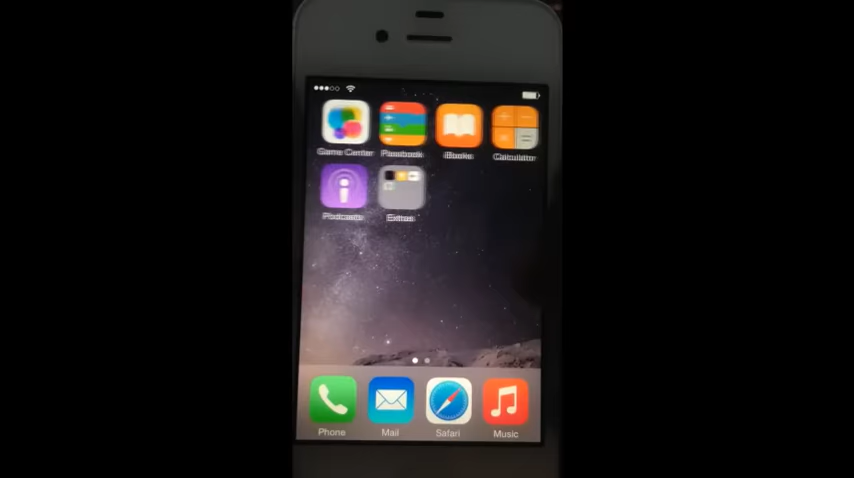 Game Center Passbook iBooks Calculator
Podcasts Extras
Phone Mail Safari Music